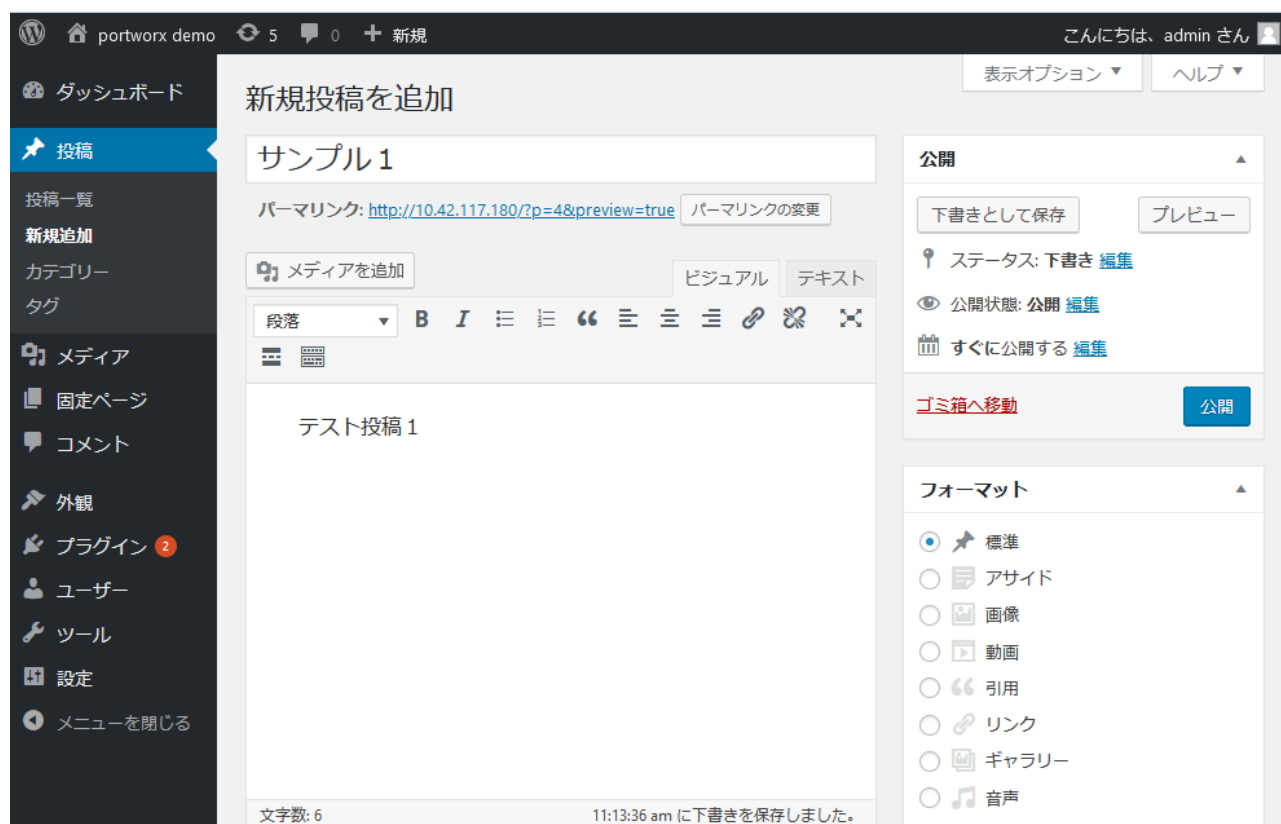 portworx demo 5 0 新規 こんにちは、admin さん
表示オプション ▼ ヘルプ ▼
ダッシュボード
投稿
投稿一覧
新規追加
カテゴリー
タグ
メディア
固定ページ
コメント
外観
プラグイン 2
ユーザー
ツール
設定
メニューを閉じる
新規投稿を追加
サンプル 1
パーマリンク: http://10.42.117.180/?p=4&preview=true パーマリンクの変更
メディアを追加
ビジュアル テキスト
段落 ▼ B I
テスト投稿 1
文字数: 6 11:13:36 am に下書きを保存しました。
公開 ▲
下書きとして保存 プレビュー
ステータス: 下書き 編集
公開状態: 公開 編集
すぐに公開する 編集
ゴミ箱へ移動 公開
フォーマット ▲
標準
アサイド
画像
動画
引用
リンク
ギャラリー
音声